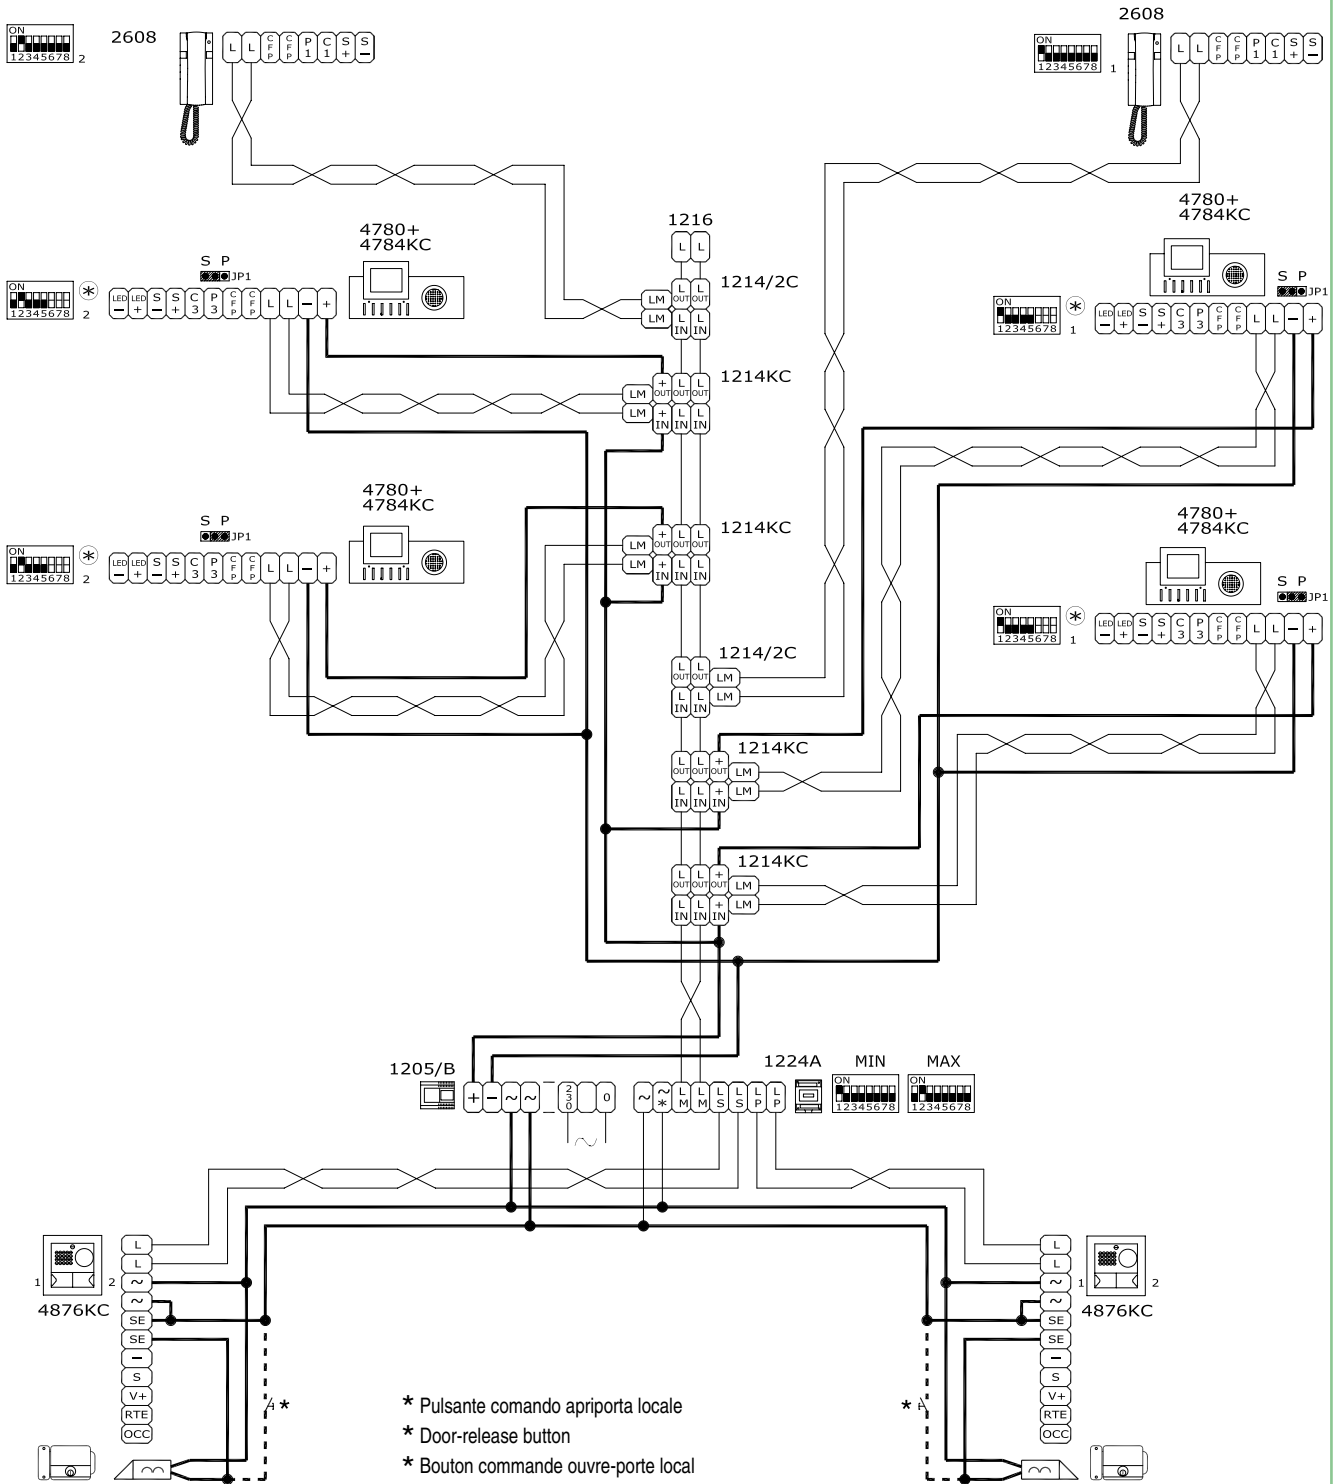 2608
ON
12345678
2
L L CFP CFP P1 C1 S+ S−
2608
ON
12345678
1
L L CFP CFP P1 C1 S+ S−
4780+
4784KC
S P
JP1
ON
12345678
2
*
LED− LED+ S− S+ C3 P3 CFP CFP L L − +
1216
L L
1214/2C
LM L OUT L OUT
LM L IN L IN
4780+
4784KC
S P
JP1
ON
12345678
*
1
LED− LED+ S− S+ C3 P3 CFP CFP L L − +
1214KC
LM + OUT L OUT L OUT
LM + IN L IN L IN
4780+
4784KC
S P
JP1
ON
12345678
2
*
LED− LED+ S− S+ C3 P3 CFP CFP L L − +
1214KC
LM + OUT L OUT L OUT
LM + IN L IN L IN
4780+
4784KC
S P
JP1
ON
12345678
*
1
LED− LED+ S− S+ C3 P3 CFP CFP L L − +
1214/2C
L OUT L OUT LM
L IN L IN LM
1214KC
L OUT L OUT + OUT LM
L IN L IN + IN LM
1214KC
L OUT L OUT + OUT LM
L IN L IN + IN LM
1205/B
+ − ~ ~ 230 0
~ ~* LM LM LS LS LP LP
1224A
MIN
ON
12345678
MAX
ON
12345678
1
2
4876KC
L
L
~
~
SE
SE
−
S
V+
RTE
OCC
L
L
~
~
SE
SE
−
S
V+
RTE
OCC
1
2
4876KC
*
*
* Pulsante comando apriporta locale
* Door-release button
* Bouton commande ouvre-porte local